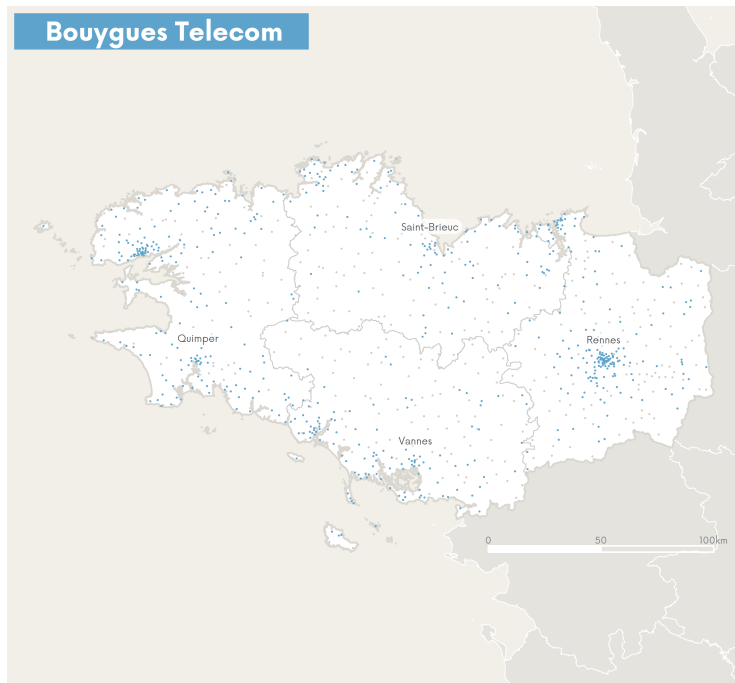 Bouygues Telecom
Saint-Brieuc
Quimper
Rennes
Vannes
0 50 100km